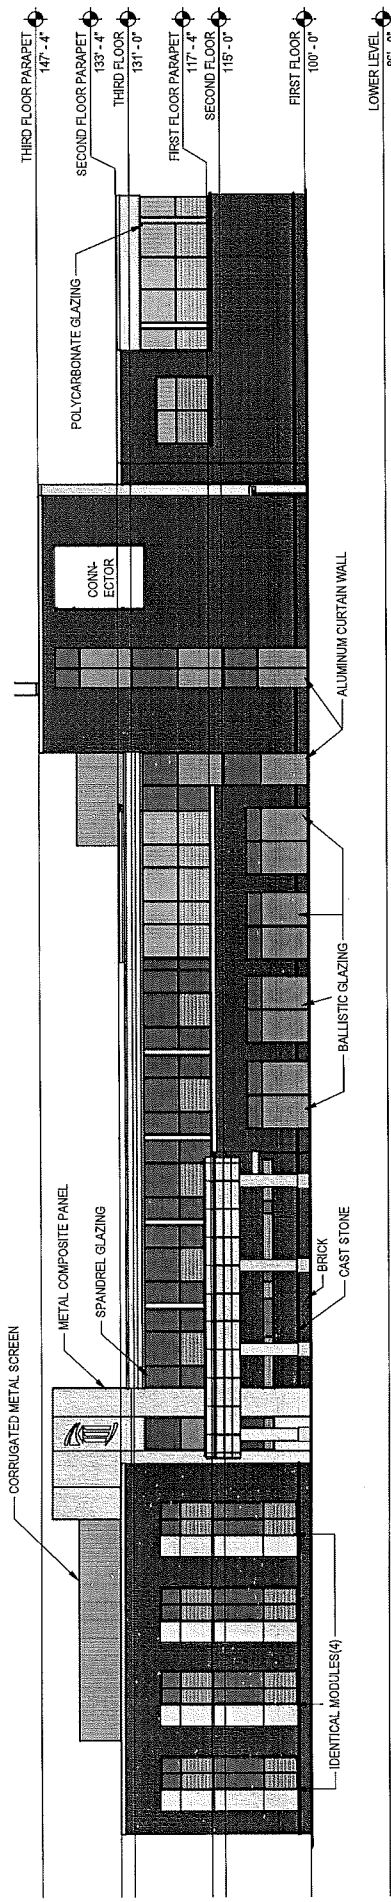 THIRD FLOOR PARAPET
147' - 4"
SECOND FLOOR PARAPET
133' - 4"
THIRD FLOOR
131' - 0"
FIRST FLOOR PARAPET
117' - 4"
SECOND FLOOR
115' - 0"
FIRST FLOOR
100' - 0"
LOWER LEVEL
POLYCARBONATE GLAZING
CONN-
ECTOR
ALUMINUM CURTAIN WALL
BALLISTIC GLAZING
CORRUGATED METAL SCREEN
METAL COMPOSITE PANEL
SPANDREL GLAZING
BRICK
CAST STONE
IDENTICAL MODULES(4)